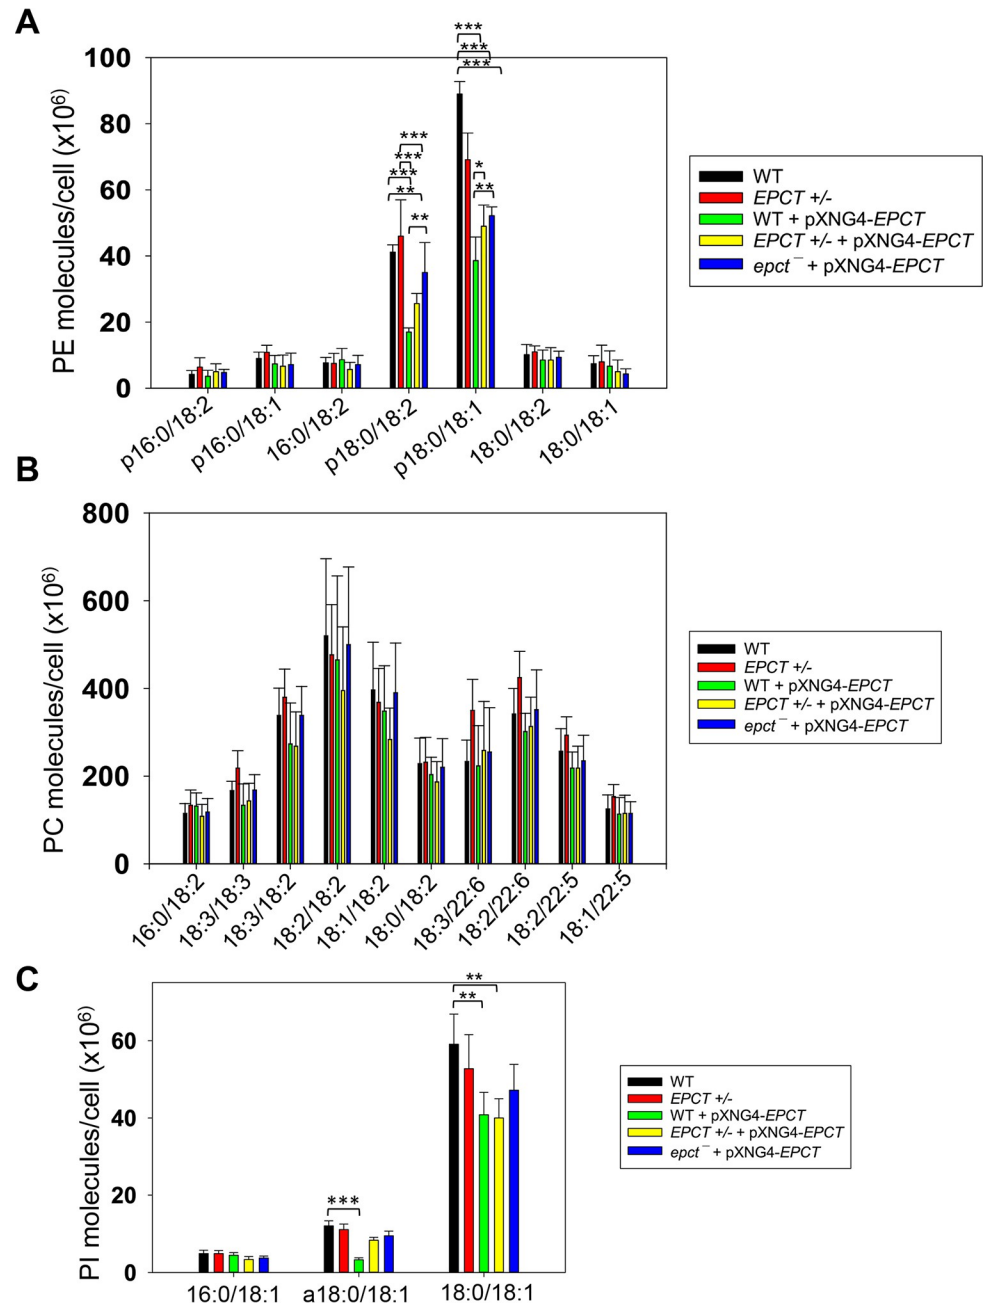 A
***
***
***
100
80
60
40
20
0
PE molecules/cell (x10⁶)
***
***
***
**
**
*
**
WT
EPCT +/-
WT + pXNG4-EPCT
EPCT +/- + pXNG4-EPCT
epct⁻ + pXNG4-EPCT
p16:0/18:2
p16:0/18:1
16:0/18:2
p18:0/18:2
p18:0/18:1
18:0/18:2
18:0/18:1
B
800
600
400
200
0
PC molecules/cell (x10⁶)
WT
EPCT +/-
WT + pXNG4-EPCT
EPCT +/- + pXNG4-EPCT
epct⁻ + pXNG4-EPCT
16:0/18:2
18:3/18:3
18:3/18:2
18:2/18:2
18:1/18:2
18:0/18:2
18:3/22:6
18:2/22:6
18:2/22:5
18:1/22:5
C
**
**
60
40
20
0
PI molecules/cell (x10⁶)
***
WT
EPCT +/-
WT + pXNG4-EPCT
EPCT +/- + pXNG4-EPCT
epct⁻ + pXNG4-EPCT
16:0/18:1
a18:0/18:1
18:0/18:1